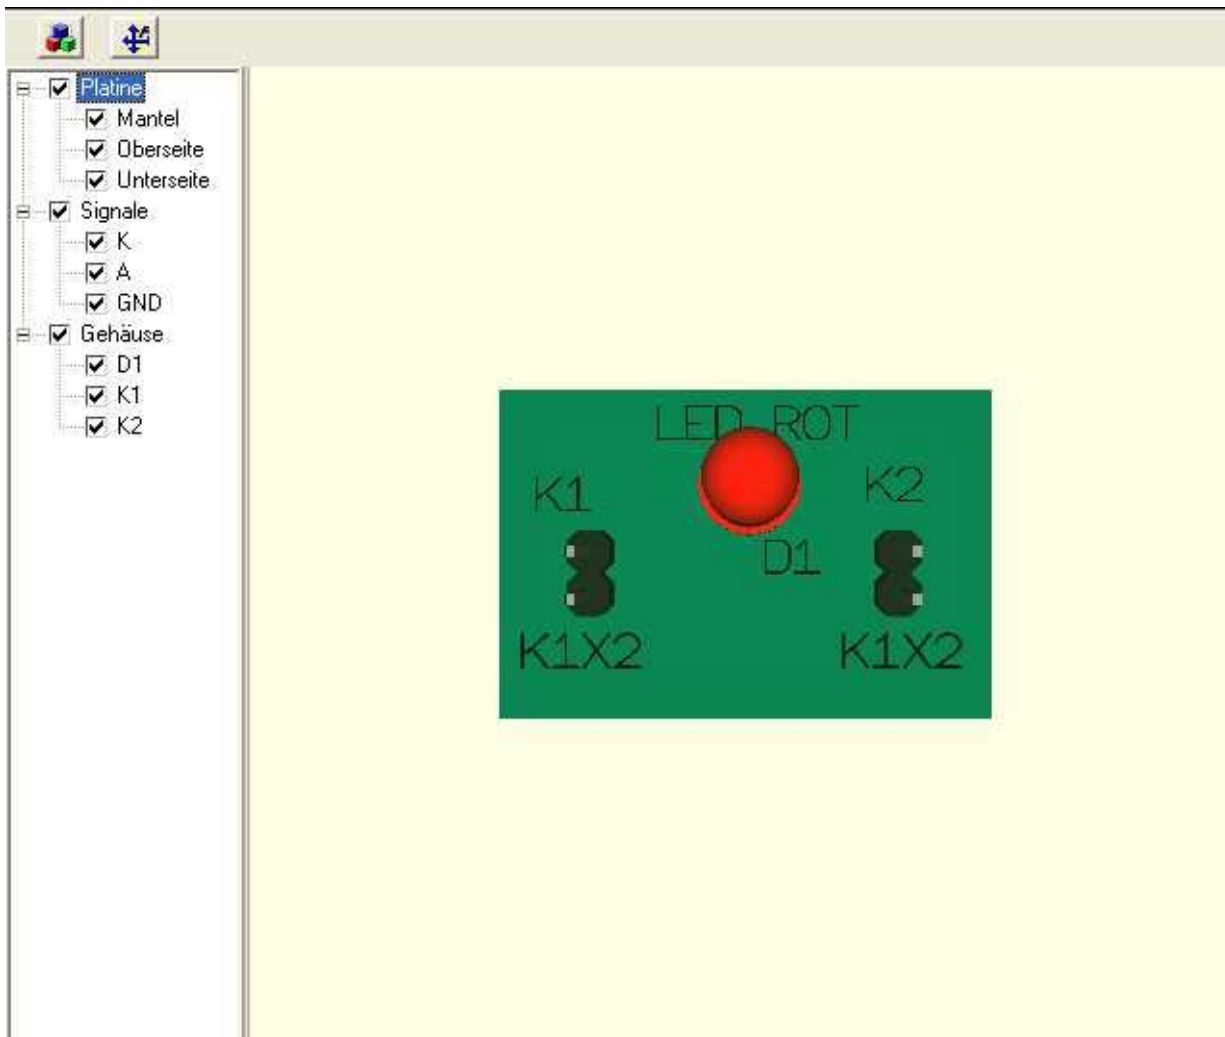 Platine
Mantel
Oberseite
Unterseite
Signale
K
A
GND
Gehäuse
D1
K1
K2
LED ROT
K1
K2
D1
K1X2
K1X2